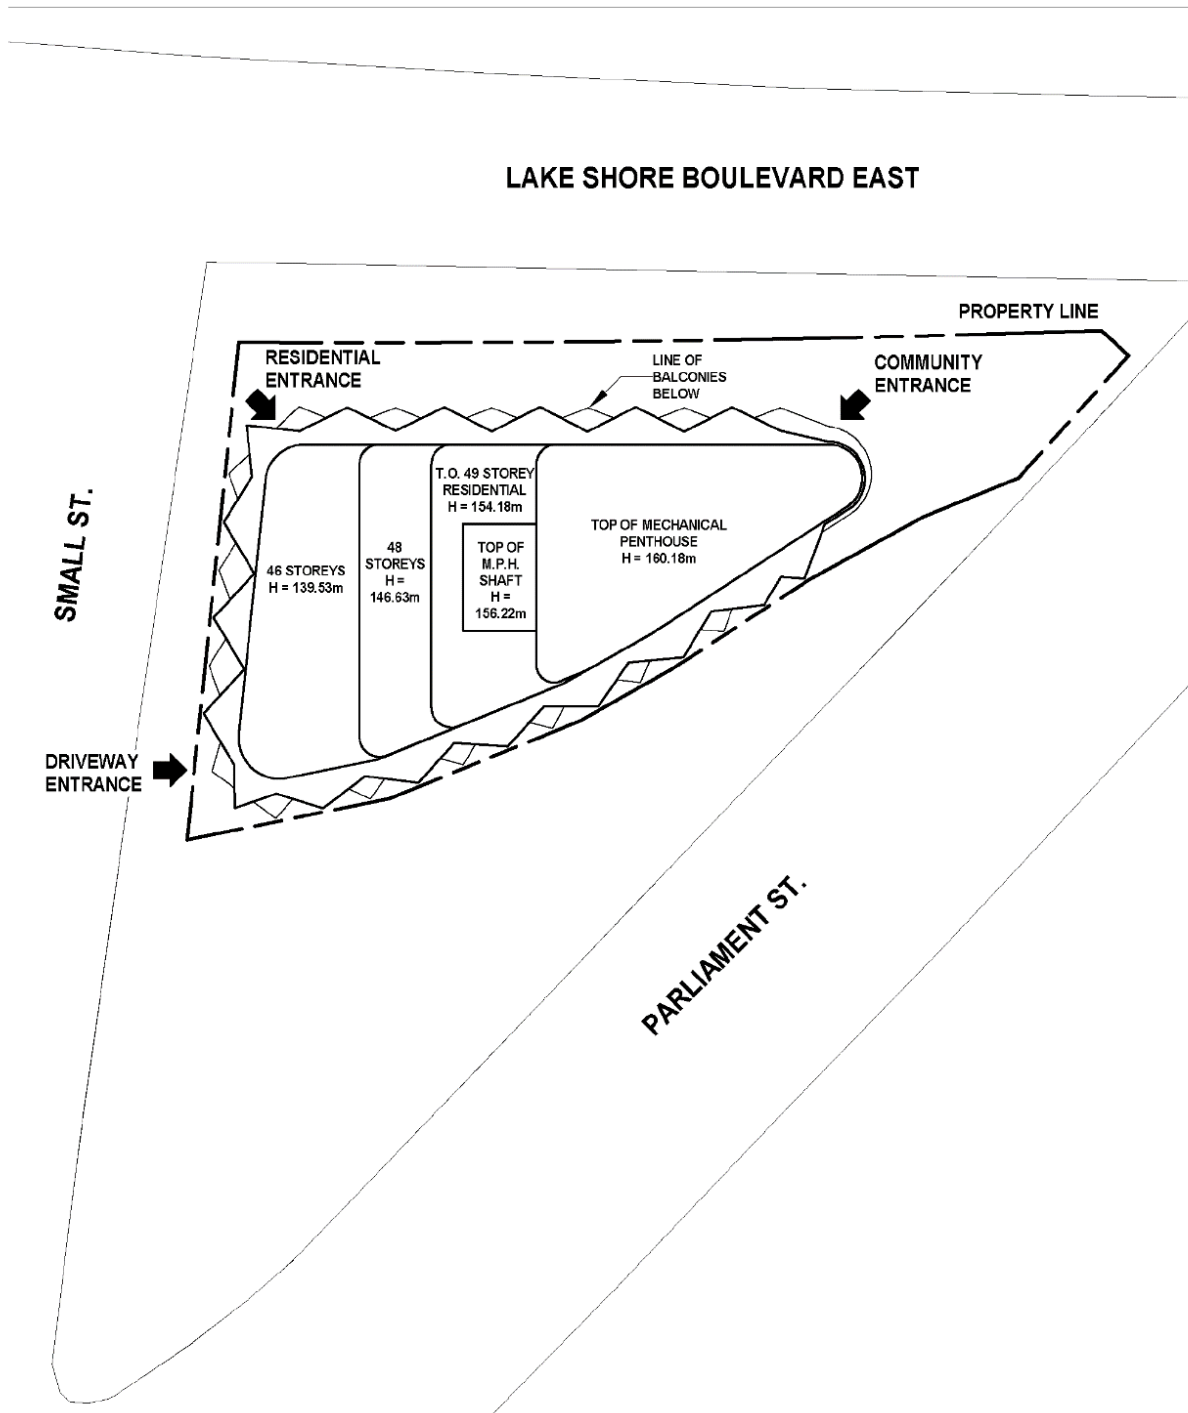 LAKE SHORE BOULEVARD EAST
PROPERTY LINE
RESIDENTIAL
ENTRANCE
LINE OF
BALCONIES
BELOW
COMMUNITY
ENTRANCE
SMALL ST.
T.O. 49 STOREY
RESIDENTIAL
H = 154.18m
TOP OF MECHANICAL
PENTHOUSE
H = 160.18m
48
STOREYS
H =
146.63m
TOP OF
M.P.H.
SHAFT
H =
156.22m
46 STOREYS
H = 139.53m
DRIVEWAY
ENTRANCE
PARLIAMENT ST.